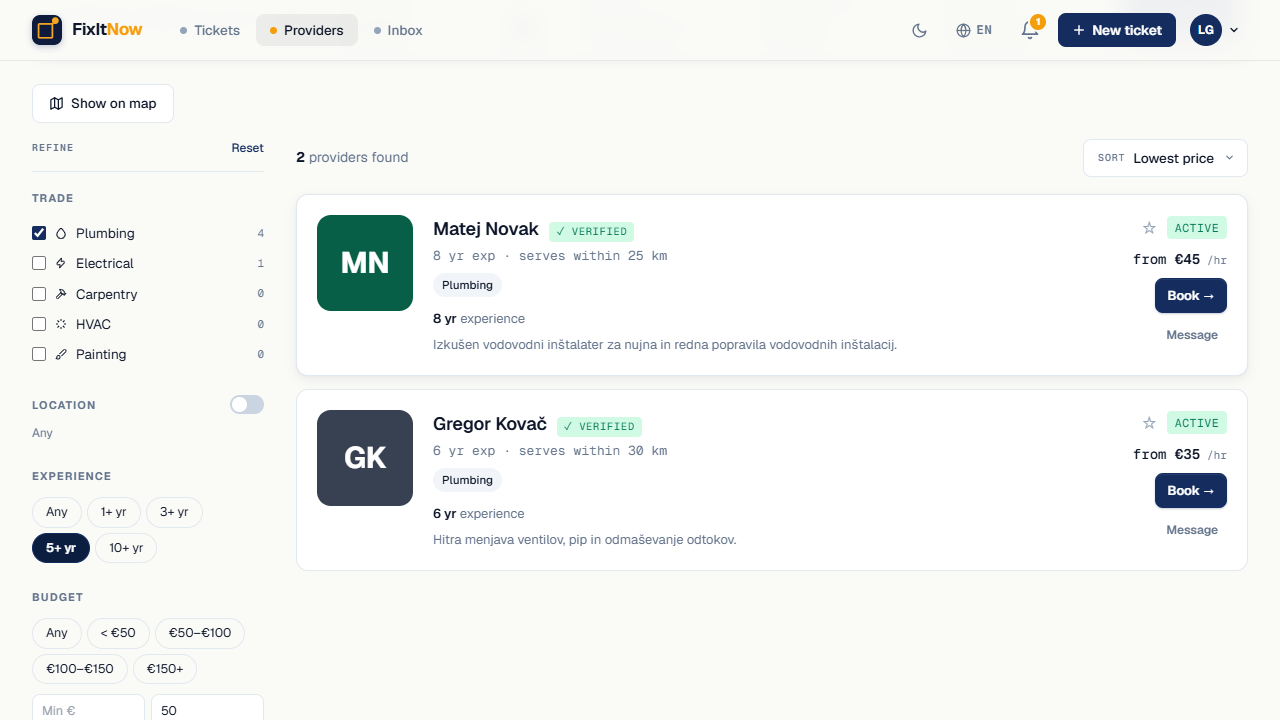 FixItNow
Tickets
Providers
Inbox
EN
1
+ New ticket
LG
Show on map
REFINE
Reset
2 providers found
SORT Lowest price
TRADE
Plumbing 4
Electrical 1
Carpentry 0
HVAC 0
Painting 0
LOCATION
Any
EXPERIENCE
Any
1+ yr
3+ yr
5+ yr
10+ yr
BUDGET
Any
< €50
€50–€100
€100–€150
€150+
Min €
50
MN
Matej Novak
✓ VERIFIED
8 yr exp · serves within 25 km
Plumbing
8 yr experience
Izkušen vodovodni inštalater za nujna in redna popravila vodovodnih inštalacij.
☆ ACTIVE
from €45 /hr
Book →
Message
GK
Gregor Kovač
✓ VERIFIED
6 yr exp · serves within 30 km
Plumbing
6 yr experience
Hitra menjava ventilov, pip in odmaševanje odtokov.
☆ ACTIVE
from €35 /hr
Book →
Message